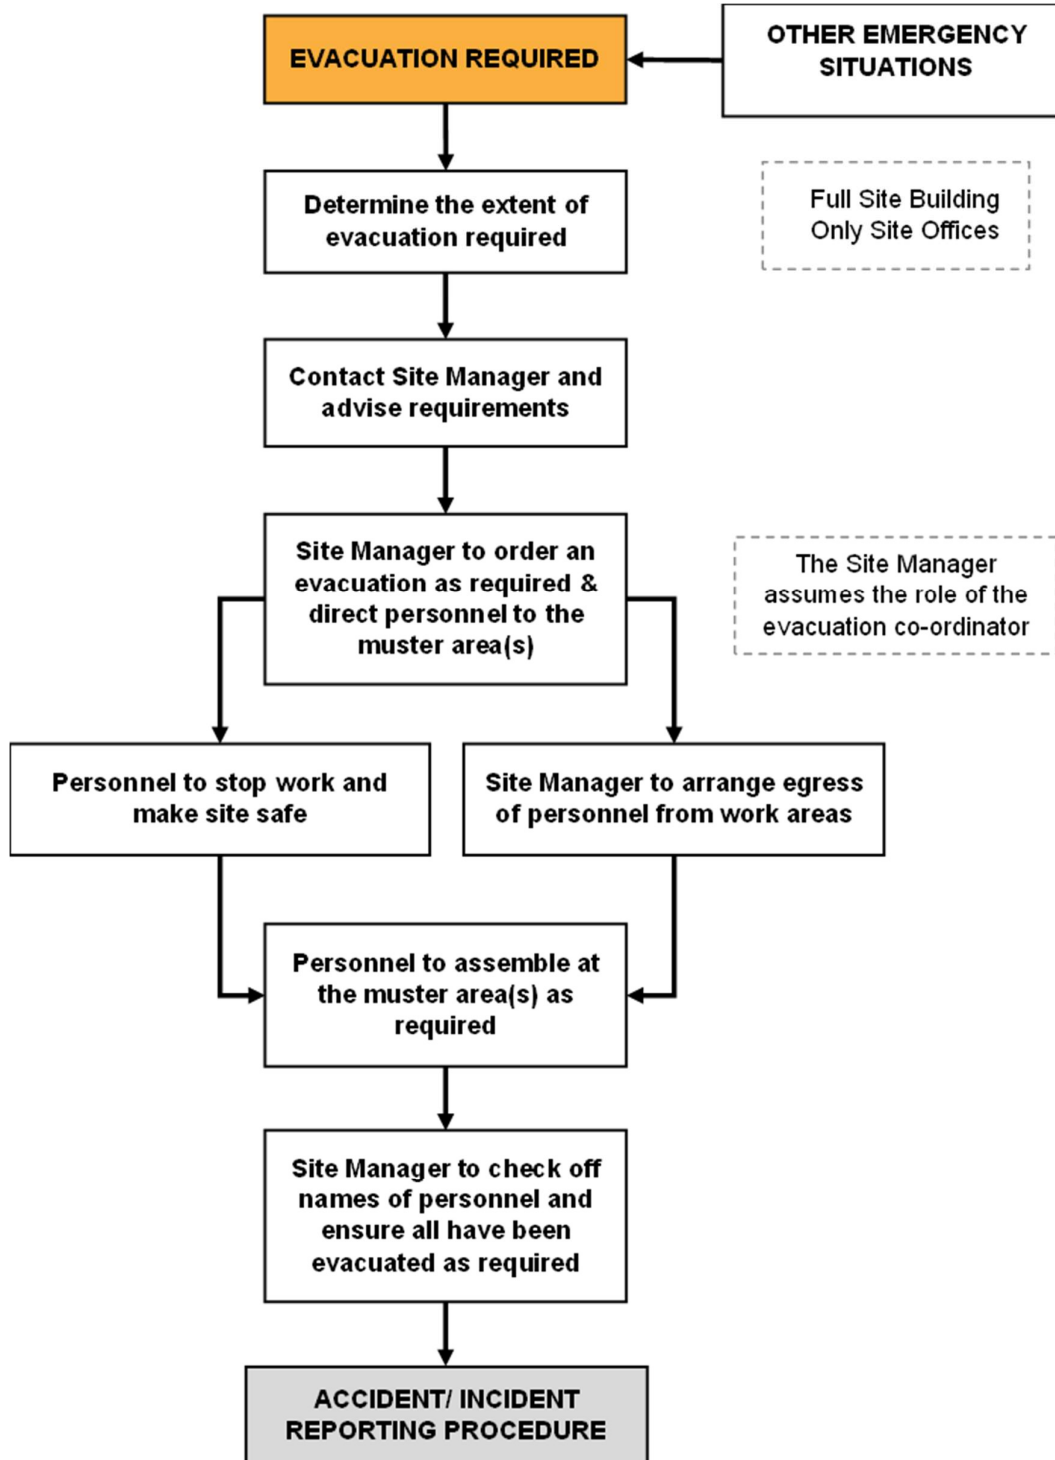 EVACUATION REQUIRED
OTHER EMERGENCY
SITUATIONS
Determine the extent of
evacuation required
Full Site Building
Only Site Offices
Contact Site Manager and
advise requirements
Site Manager to order an
evacuation as required &
direct personnel to the
muster area(s)
The Site Manager
assumes the role of the
evacuation co-ordinator
Personnel to stop work and
make site safe
Site Manager to arrange egress
of personnel from work areas
Personnel to assemble at
the muster area(s) as
required
Site Manager to check off
names of personnel and
ensure all have been
evacuated as required
ACCIDENT/ INCIDENT
REPORTING PROCEDURE